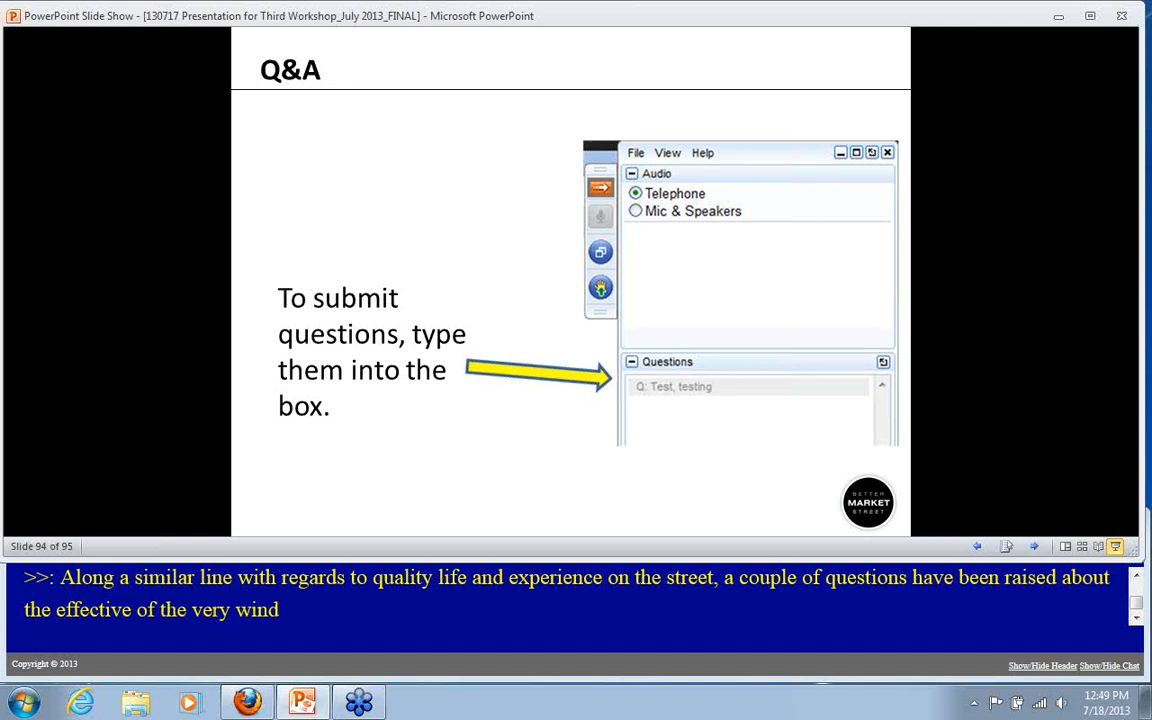 PowerPoint Slide Show - [130717 Presentation for Third Workshop_July 2013_FINAL] - Microsoft PowerPoint
Q&A
File View Help
Audio
Telephone
Mic & Speakers
To submit
questions, type
them into the
box.
Questions
Q: Test, testing
BETTER
MARKET
STREET
Slide 94 of 95
>>: Along a similar line with regards to quality life and experience on the street, a couple of questions have been raised about
the effective of the very wind
Copyright © 2013
Show/Hide Header Show/Hide Chat
12:49 PM
7/18/2013